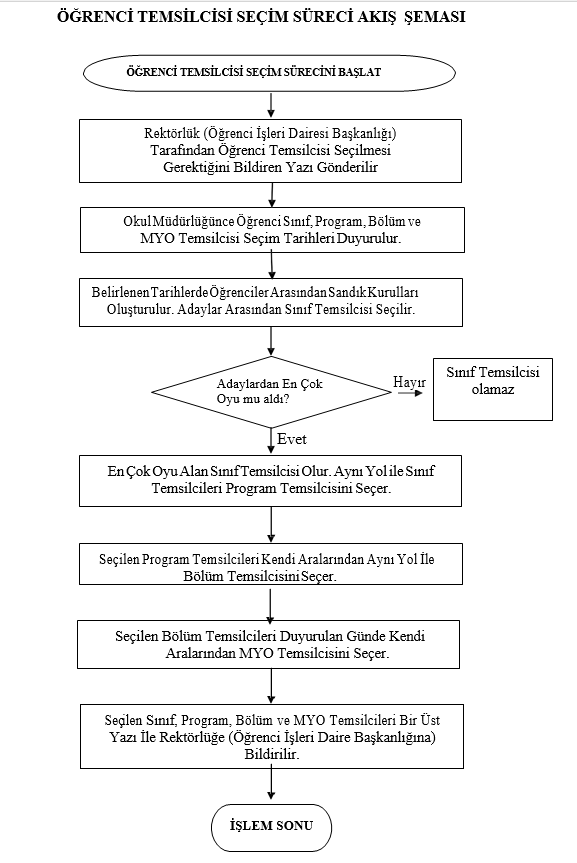 ÖĞRENCİ TEMSİLCİSİ SEÇİM SÜRECİ AKIŞ ŞEMASI
ÖĞRENCİ TEMSİLCİSİ SEÇİM SÜRECİNİ BAŞLAT
Rektörlük (Öğrenci İşleri Dairesi Başkanlığı)
Tarafından Öğrenci Temsilcisi Seçilmesi
Gerektiğini Bildiren Yazı Gönderilir
Okul Müdürlüğünce Öğrenci Sınıf, Program, Bölüm ve
MYO Temsilcisi Seçim Tarihleri Duyurulur.
Belirlenen Tarihlerde Öğrenciler Arasından Sandık Kurulları
Oluşturulur. Adaylar Arasından Sınıf Temsilcisi Seçilir.
Adaylardan En Çok
Oyu mu aldı?
Hayır
Sınıf Temsilcisi
olamaz
Evet
En Çok Oyu Alan Sınıf Temsilcisi Olur. Aynı Yol ile Sınıf
Temsilcileri Program Temsilcisini Seçer.
Seçilen Program Temsilcileri Kendi Aralarından Aynı Yol İle
Bölüm Temsilcisini Seçer.
Seçilen Bölüm Temsilcileri Duyurulan Günde Kendi
Aralarından MYO Temsilcisini Seçer.
Seçilen Sınıf, Program, Bölüm ve MYO Temsilcileri Bir Üst
Yazı İle Rektörlüğe (Öğrenci İşleri Daire Başkanlığına)
Bildirilir.
İŞLEM SONU